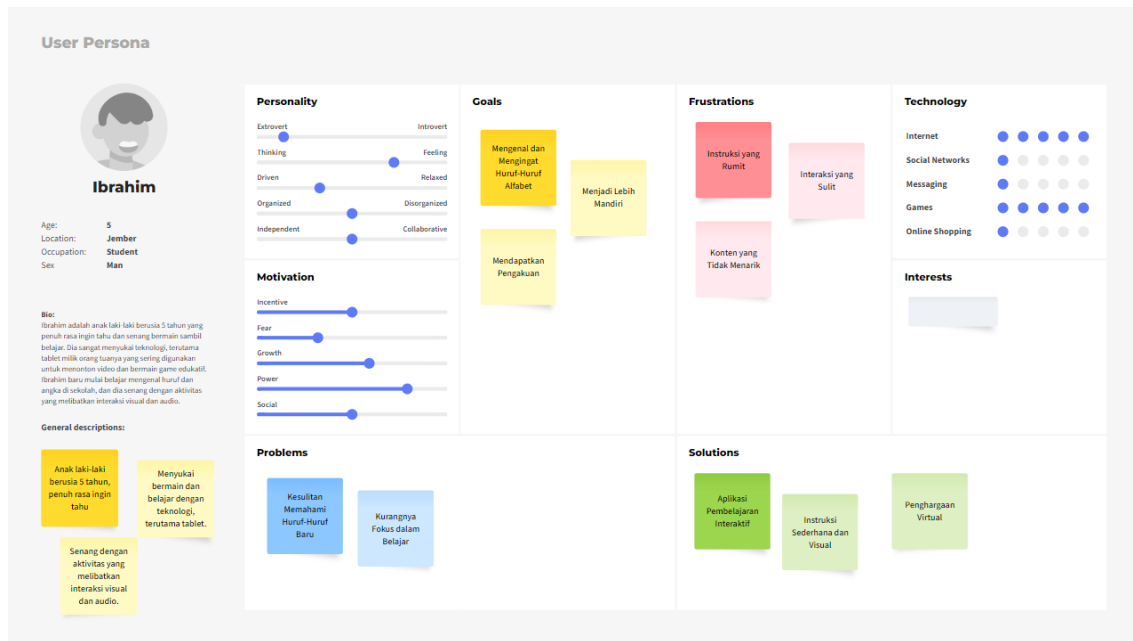 User Persona
Ibrahim
Age: 5
Location: Jember
Occupation: Student
Sex Man
Bio:
Ibrahim adalah anak laki-laki berusia 5 tahun yang
penuh rasa ingin tahu dan senang bermain sambil
belajar. Dia sangat menyukai teknologi, terutama
tablet milik orang tuanya yang sering digunakan
untuk menonton video dan bermain game edukatif.
Ibrahim baru mulai belajar mengenal huruf dan
angka di sekolah, dan dia senang dengan aktivitas
yang melibatkan interaksi visual dan audio.
General descriptions:
Anak laki-laki
berusia 5 tahun,
penuh rasa ingin
tahu
Menyukai
bermain dan
belajar dengan
teknologi,
terutama tablet.
Senang dengan
aktivitas yang
melibatkan
interaksi visual
dan audio.
Personality
Extrovert Introvert
Thinking Feeling
Driven Relaxed
Organized Disorganized
Independent Collaborative
Motivation
Incentive
Fear
Growth
Power
Social
Goals
Mengenal dan
Mengingat
Huruf-Huruf
Alfabet
Menjadi Lebih
Mandiri
Mendapatkan
Pengakuan
Frustrations
Instruksi yang
Rumit
Interaksi yang
Sulit
Konten yang
Tidak Menarik
Technology
Internet
Social Networks
Messaging
Games
Online Shopping
Interests
Problems
Kesulitan
Memahami
Huruf-Huruf
Baru
Kurangnya
Fokus dalam
Belajar
Solutions
Aplikasi
Pembelajaran
Interaktif
Instruksi
Sederhana dan
Visual
Penghargaan
Virtual